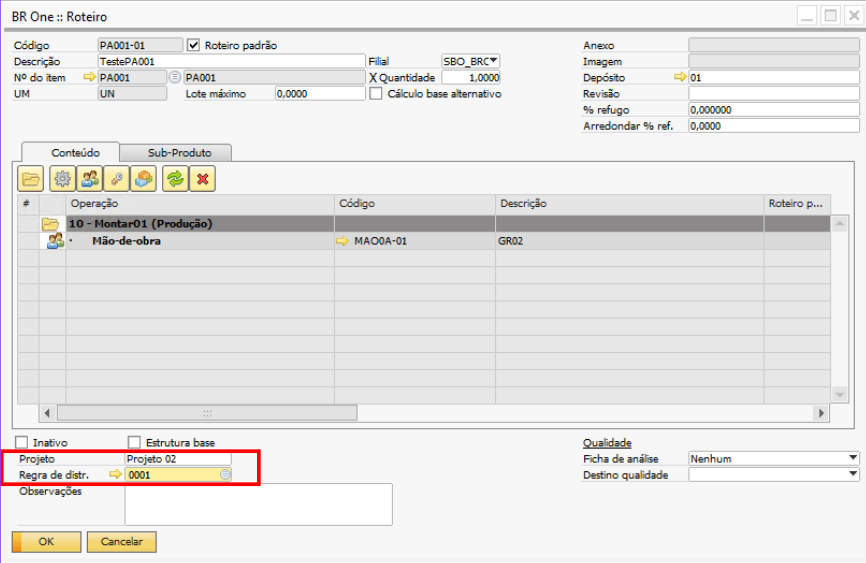 BR One :: Roteiro
Código PA001-01 Roteiro padrão Anexo
Descrição TestePA001 Filial SBO_BRC Imagem
Nº do item PA001 PA001 X Quantidade 1,0000 Depósito 01
UM UN Lote máximo 0,0000 Cálculo base alternativo Revisão
% refugo 0,000000
Arredondar % ref. 0,0000
Conteúdo Sub-Produto
# Operação Código Descrição Roteiro p...
10 - Montar01 (Produção)
Mão-de-obra MAO0A-01 GR02
Inativo Estrutura base Qualidade
Projeto Projeto 02 Ficha de análise Nenhum
Regra de distr. 0001 Destino qualidade
Observações
OK Cancelar